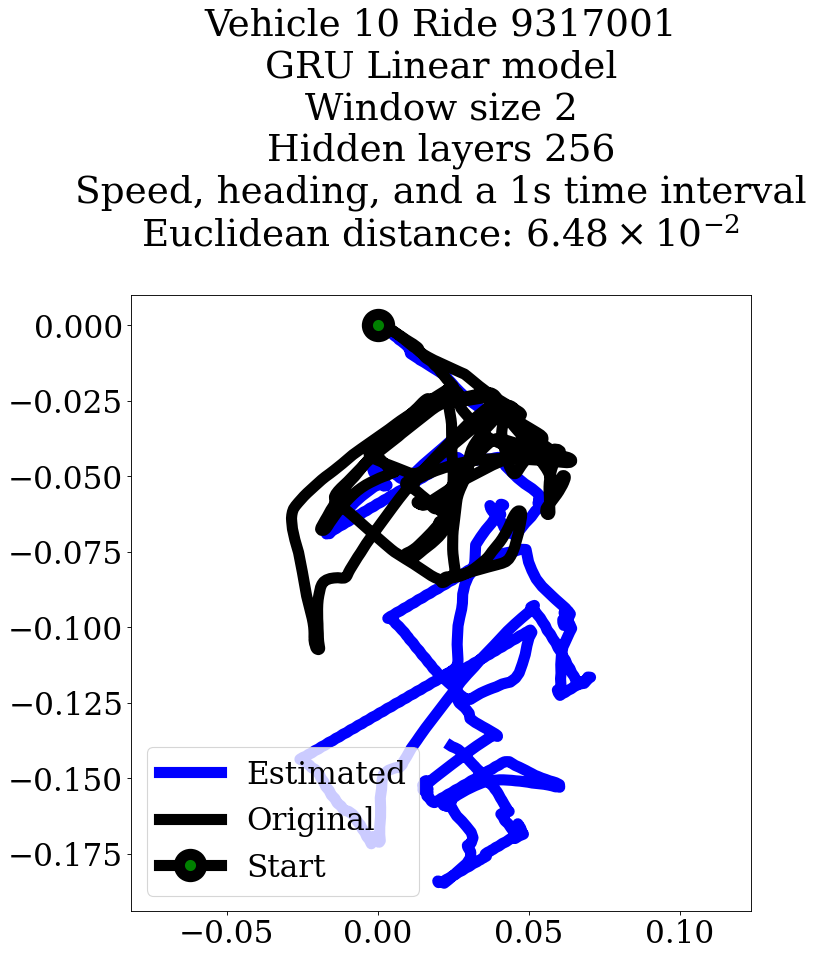 Vehicle 10 Ride 9317001
GRU Linear model
Window size 2
Hidden layers 256
Speed, heading, and a 1s time interval
Euclidean distance: 6.48 × 10⁻²
0.000
−0.025
−0.050
−0.075
−0.100
−0.125
−0.150
−0.175
Estimated
Original
Start
−0.05 0.00 0.05 0.10